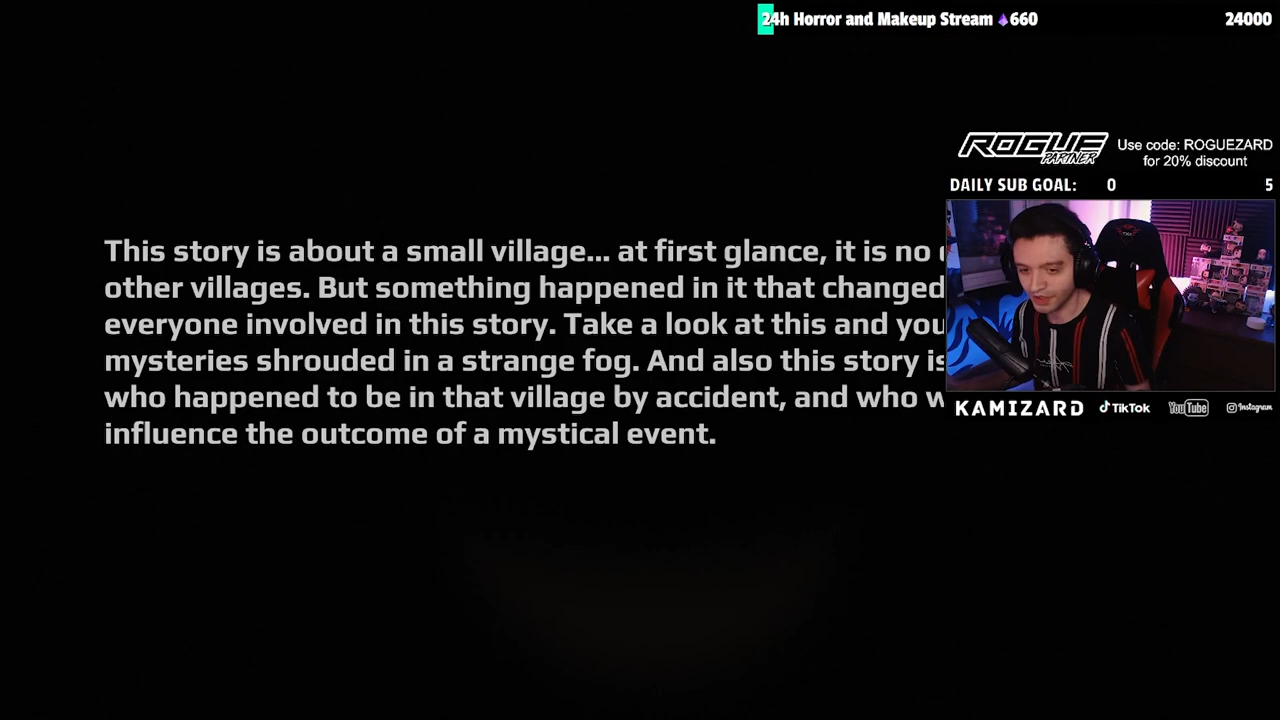 24h Horror and Makeup Stream 660 24000
ROGUE
PARTNER
Use code: ROGUEZARD
for 20% discount
DAILY SUB GOAL: 0 5
This story is about a small village... at first glance, it is no
other villages. But something happened in it that changed
everyone involved in this story. Take a look at this and you
mysteries shrouded in a strange fog. And also this story is
who happened to be in that village by accident, and who
influence the outcome of a mystical event.
KAMIZARD TikTok YouTube Instagram